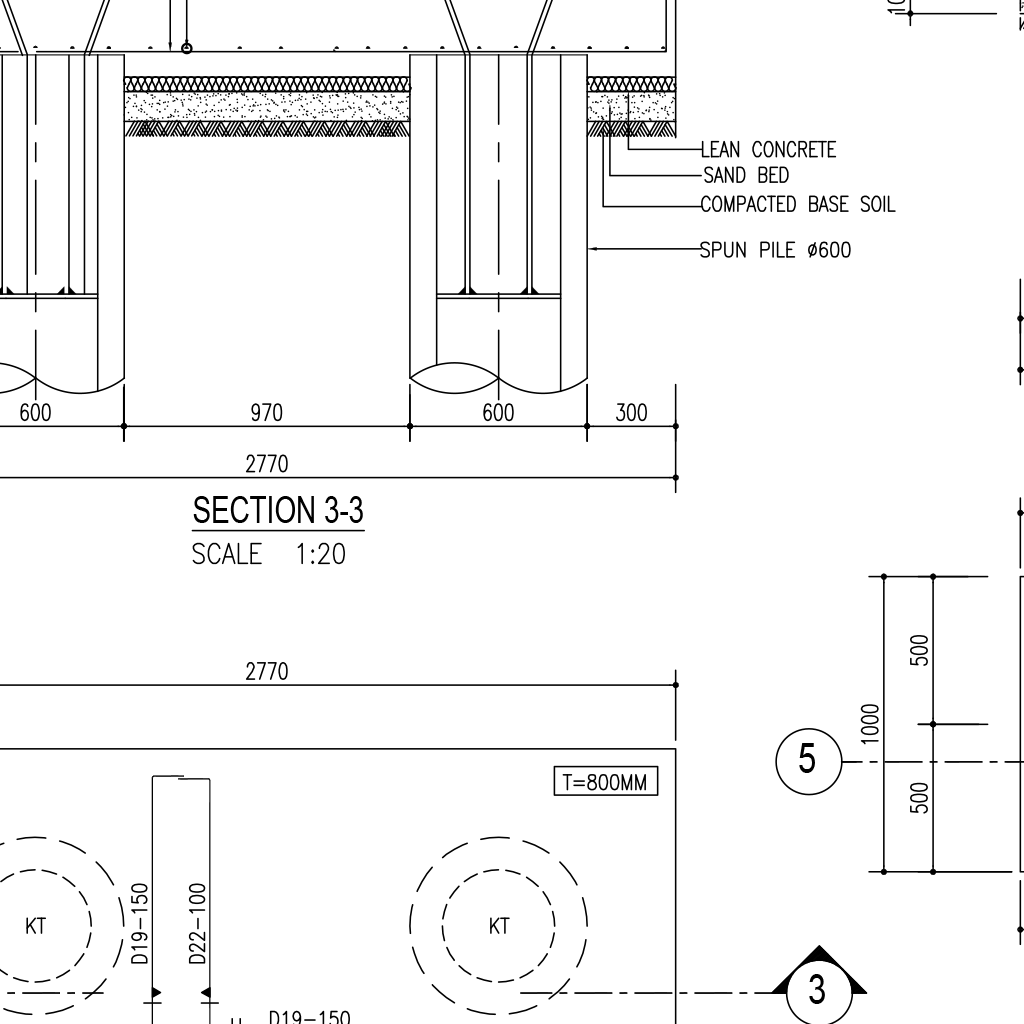 LEAN CONCRETE
SAND BED
COMPACTED BASE SOIL
SPUN PILE Ø600
600
970
600
300
2770
SECTION 3-3
SCALE 1:20
2770
T=800MM
500
1000
500
5
D19-150
D22-100
KT
KT
3
D19-150